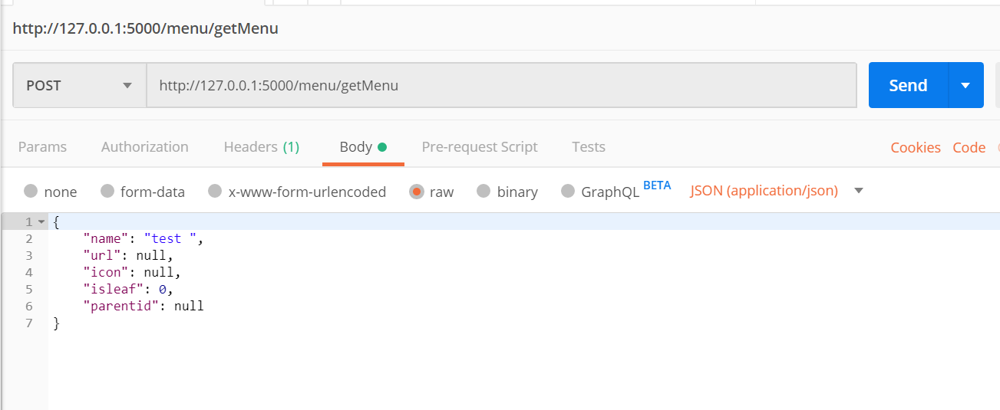 http://127.0.0.1:5000/menu/getMenu
POST http://127.0.0.1:5000/menu/getMenu Send
Params Authorization Headers (1) Body Pre-request Script Tests Cookies Code
none form-data x-www-form-urlencoded raw binary GraphQL BETA JSON (application/json)
1 {
2 "name": "test ",
3 "url": null,
4 "icon": null,
5 "isleaf": 0,
6 "parentid": null
7 }